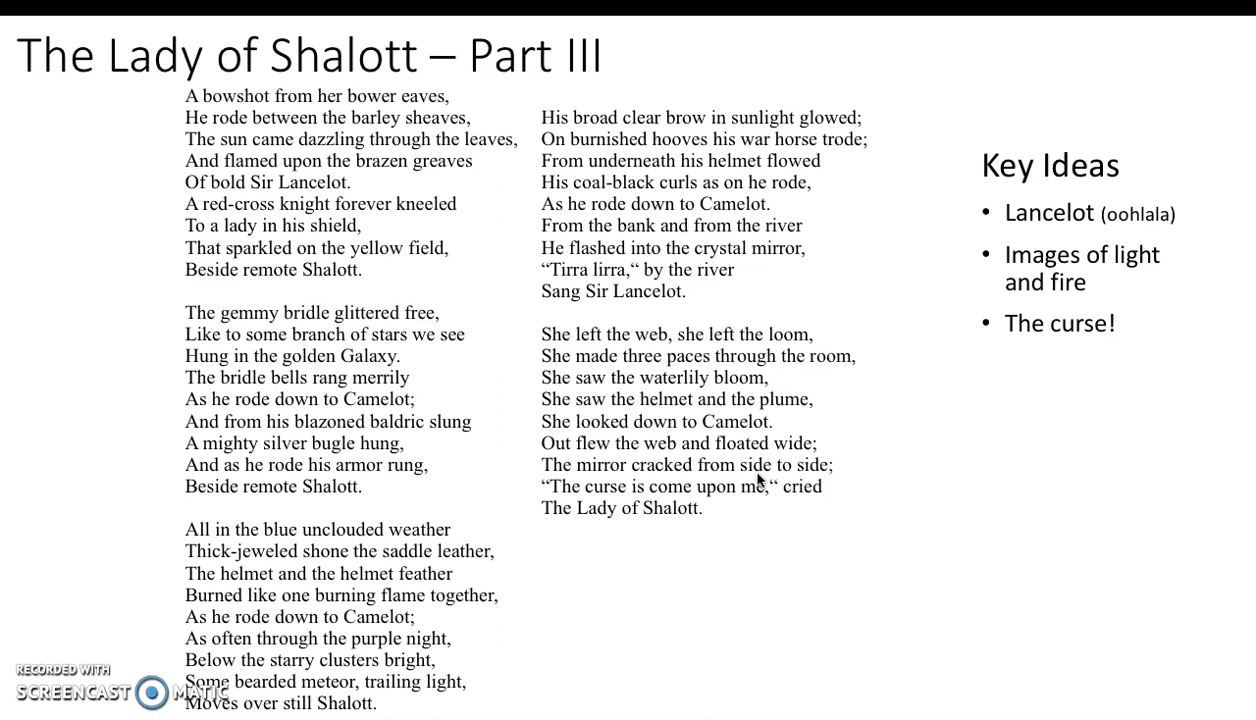 The Lady of Shalott – Part III
A bowshot from her bower eaves,
He rode between the barley sheaves,
The sun came dazzling through the leaves,
And flamed upon the brazen greaves
Of bold Sir Lancelot.
A red-cross knight forever kneeled
To a lady in his shield,
That sparkled on the yellow field,
Beside remote Shalott.
The gemmy bridle glittered free,
Like to some branch of stars we see
Hung in the golden Galaxy.
The bridle bells rang merrily
As he rode down to Camelot;
And from his blazoned baldric slung
A mighty silver bugle hung,
And as he rode his armor rung,
Beside remote Shalott.
All in the blue unclouded weather
Thick-jeweled shone the saddle leather,
The helmet and the helmet feather
Burned like one burning flame together,
As he rode down to Camelot;
As often through the purple night,
Below the starry clusters bright,
Some bearded meteor, trailing light,
Moves over still Shalott.
His broad clear brow in sunlight glowed;
On burnished hooves his war horse trode;
From underneath his helmet flowed
His coal-black curls as on he rode,
As he rode down to Camelot.
From the bank and from the river
He flashed into the crystal mirror,
“Tirra lirra,“ by the river
Sang Sir Lancelot.
She left the web, she left the loom,
She made three paces through the room,
She saw the waterlily bloom,
She saw the helmet and the plume,
She looked down to Camelot.
Out flew the web and floated wide;
The mirror cracked from side to side;
“The curse is come upon me,“ cried
The Lady of Shalott.
Key Ideas
• Lancelot (oohlala)
• Images of light
and fire
• The curse!
RECORDED WITH
SCREENCAST MATIC